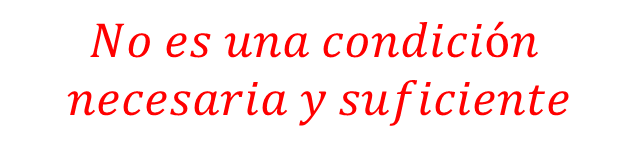 No es una condición
necesaria y suficiente